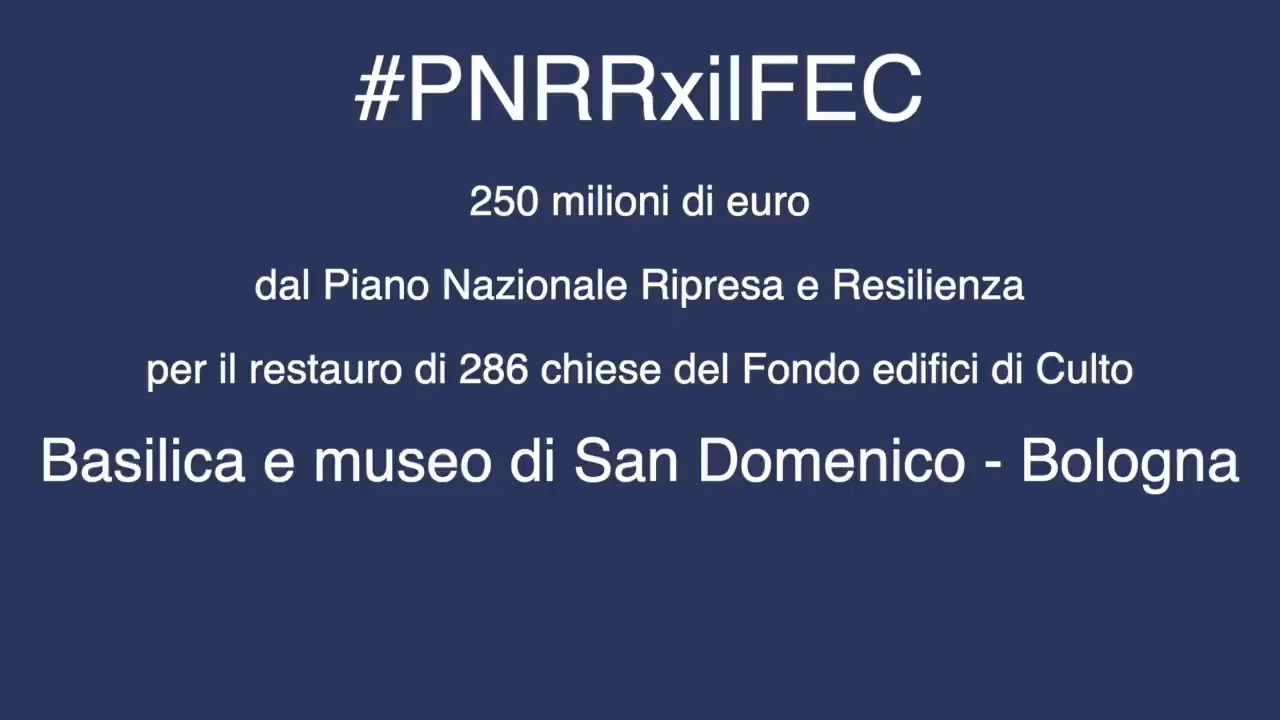 #PNRRxilFEC
250 milioni di euro
dal Piano Nazionale Ripresa e Resilienza
per il restauro di 286 chiese del Fondo edifici di Culto
Basilica e museo di San Domenico - Bologna